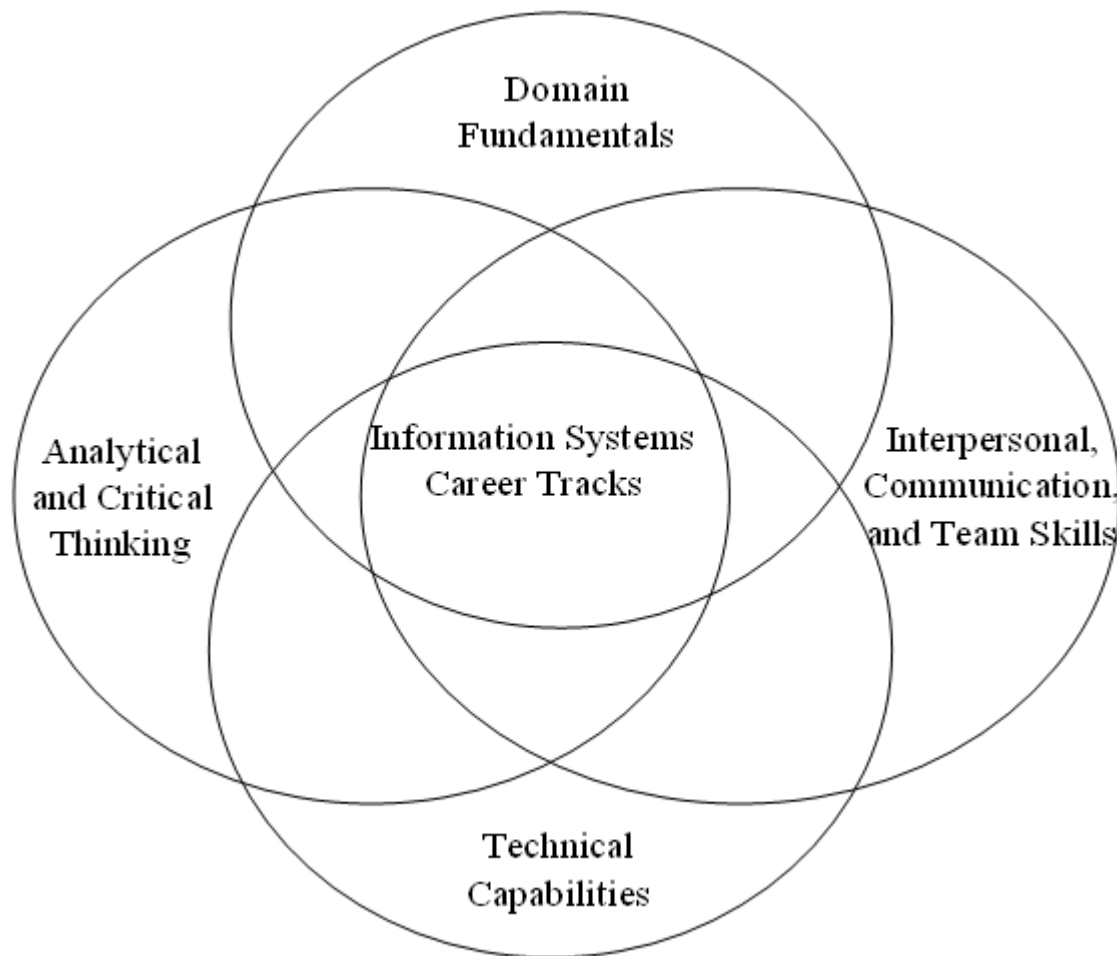 Domain
Fundamentals
Information Systems
Career Tracks
Analytical
and Critical
Thinking
Interpersonal,
Communication,
and Team Skills
Technical
Capabilities